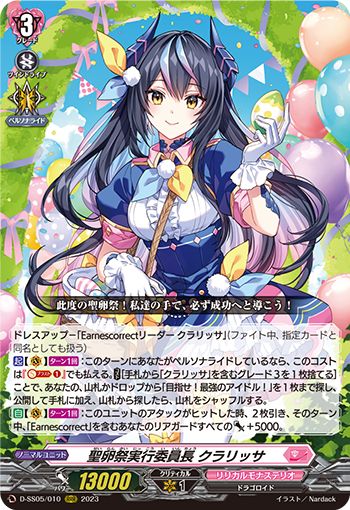 3
グレード
ツインドライブ
ペルソナライド
此度の聖卵祭！私達の手で、必ず成功へと導こう！
ドレスアップ－「Earnescorrectリーダー クラリッサ」(ファイト中、指定カードと
同名としても扱う)
起【V】【ターン1回】：このターンにあなたがペルソナライドしているなら、このコスト
は【1】でも払える。【手札から「クラリッサ」を含むグレード3を1枚捨てる】
ことで、あなたの、山札かドロップから「目指せ！最強のアイドル！」を1枚まで探し、
公開して手札に加え、山札から探したら、山札をシャッフルする。
自【V】【ターン1回】：このユニットのアタックがヒットした時、2枚引き、そのターン
中、「Earnescorrect」を含むあなたのリアガードすべての+5000。
ノーマルユニット
聖卵祭実行委員長 クラリッサ
リリカルモナステリオ
パワー
13000
クリティカル
1
ドラゴロイド
D-SS05/010
2023
イラスト／ Nardack